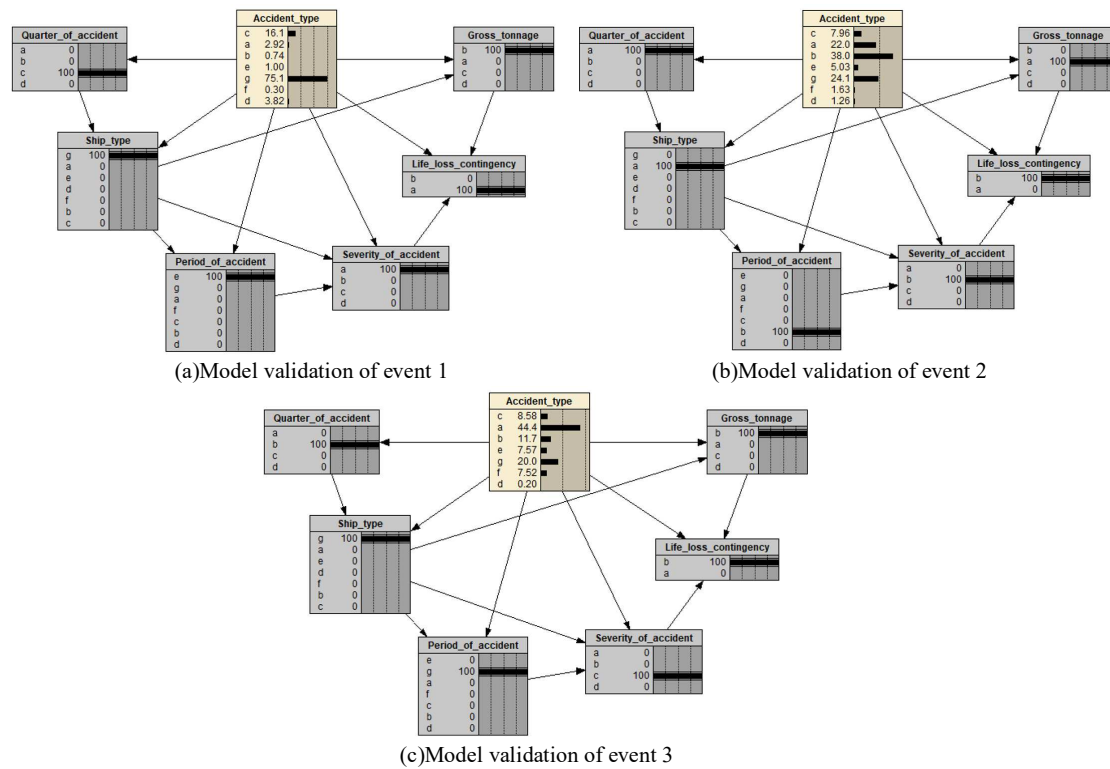 Accident_type
c 16.1
a 2.92
b 0.74
e 1.00
g 75.1
f 0.30
d 3.82
Quarter_of_accident
a 0
b 0
c 100
d 0
Gross_tonnage
b 100
a 0
c 0
d 0
Ship_type
g 100
a 0
e 0
d 0
f 0
b 0
c 0
Life_loss_contingency
b 0
a 100
Period_of_accident
e 100
g 0
a 0
f 0
c 0
b 0
d 0
Severity_of_accident
a 100
b 0
c 0
d 0
(a)Model validation of event 1
Accident_type
c 7.96
a 22.0
b 38.0
e 5.03
g 24.1
f 1.63
d 1.26
Quarter_of_accident
a 100
b 0
c 0
d 0
Gross_tonnage
b 0
a 100
c 0
d 0
Ship_type
g 0
a 100
e 0
d 0
f 0
b 0
c 0
Life_loss_contingency
b 100
a 0
Period_of_accident
e 0
g 0
a 0
f 0
c 0
b 100
d 0
Severity_of_accident
a 0
b 100
c 0
d 0
(b)Model validation of event 2
Accident_type
c 8.58
a 44.4
b 11.7
e 7.57
g 20.0
f 7.52
d 0.20
Quarter_of_accident
a 0
b 100
c 0
d 0
Gross_tonnage
b 100
a 0
c 0
d 0
Ship_type
g 100
a 0
e 0
d 0
f 0
b 0
c 0
Life_loss_contingency
b 100
a 0
Period_of_accident
e 0
g 100
a 0
f 0
c 0
b 0
d 0
Severity_of_accident
a 0
b 0
c 100
d 0
(c)Model validation of event 3